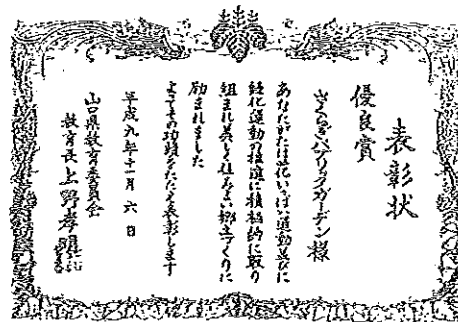 表彰状
優良賞
さくらぎパブリックガーデン様
あなたがたは花いっぱい運動並びに
緑化運動の推進に積極的に取り
組まれ美しく住みよい郷土づくりに
励まれました
よってその功績をたたえ表彰します
平成九年十一月六日
山口県教育委員会
教育長上野孝明